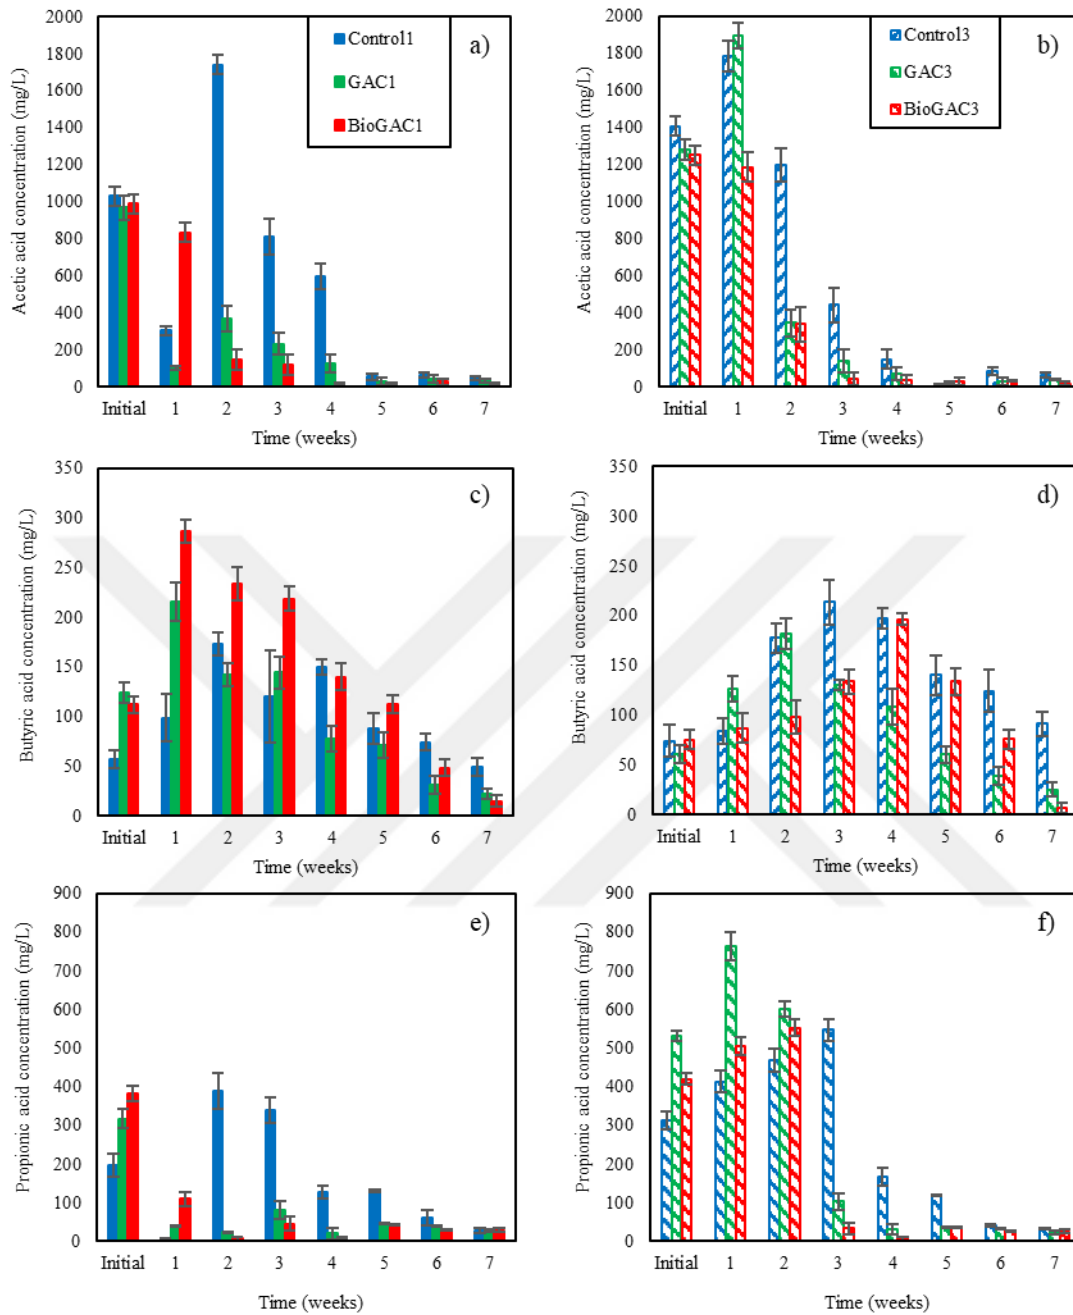 a)
Acetic acid concentration (mg/L)
2000
1800
1600
1400
1200
1000
800
600
400
200
0
Control1
GAC1
BioGAC1
Initial 1 2 3 4 5 6 7
Time (weeks)
b)
Acetic acid concentration (mg/L)
2000
1800
1600
1400
1200
1000
800
600
400
200
0
Control3
GAC3
BioGAC3
Initial 1 2 3 4 5 6 7
Time (weeks)
c)
Butyric acid concentration (mg/L)
350
300
250
200
150
100
50
0
Initial 1 2 3 4 5 6 7
Time (weeks)
d)
Butyric acid concentration (mg/L)
350
300
250
200
150
100
50
0
Initial 1 2 3 4 5 6 7
Time (weeks)
e)
Propionic acid concentration (mg/L)
900
800
700
600
500
400
300
200
100
0
Initial 1 2 3 4 5 6 7
Time (weeks)
f)
Propionic acid concentration (mg/L)
900
800
700
600
500
400
300
200
100
0
Initial 1 2 3 4 5 6 7
Time (weeks)